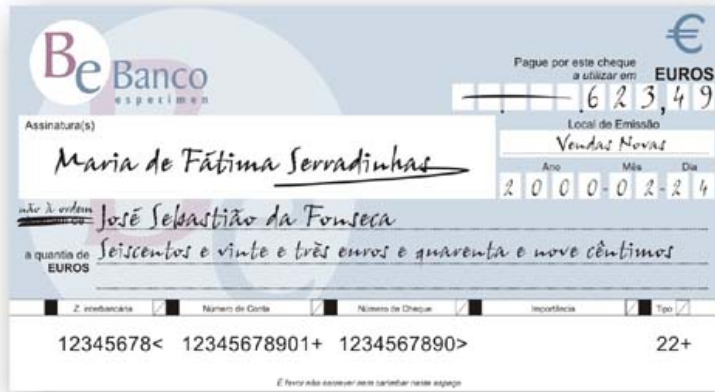 Be Banco
especimen
€
Pague por este cheque
a utilizar em EUROS
623,49
Assinatura(s)
Local de Emissão
Vendas Novas
Maria de Fátima Serradinhas
Ano Mês Dia
2000-02-24
não à ordem
José Sebastião da Fonseca
a quantia de
EUROS
Seiscentos e vinte e três euros e quarenta e nove cêntimos
Z. interbancária Número de Conta Número de Cheque Importância Tipo
12345678< 12345678901+ 1234567890> 22+
É favor não escrever nem carimbar neste espaço